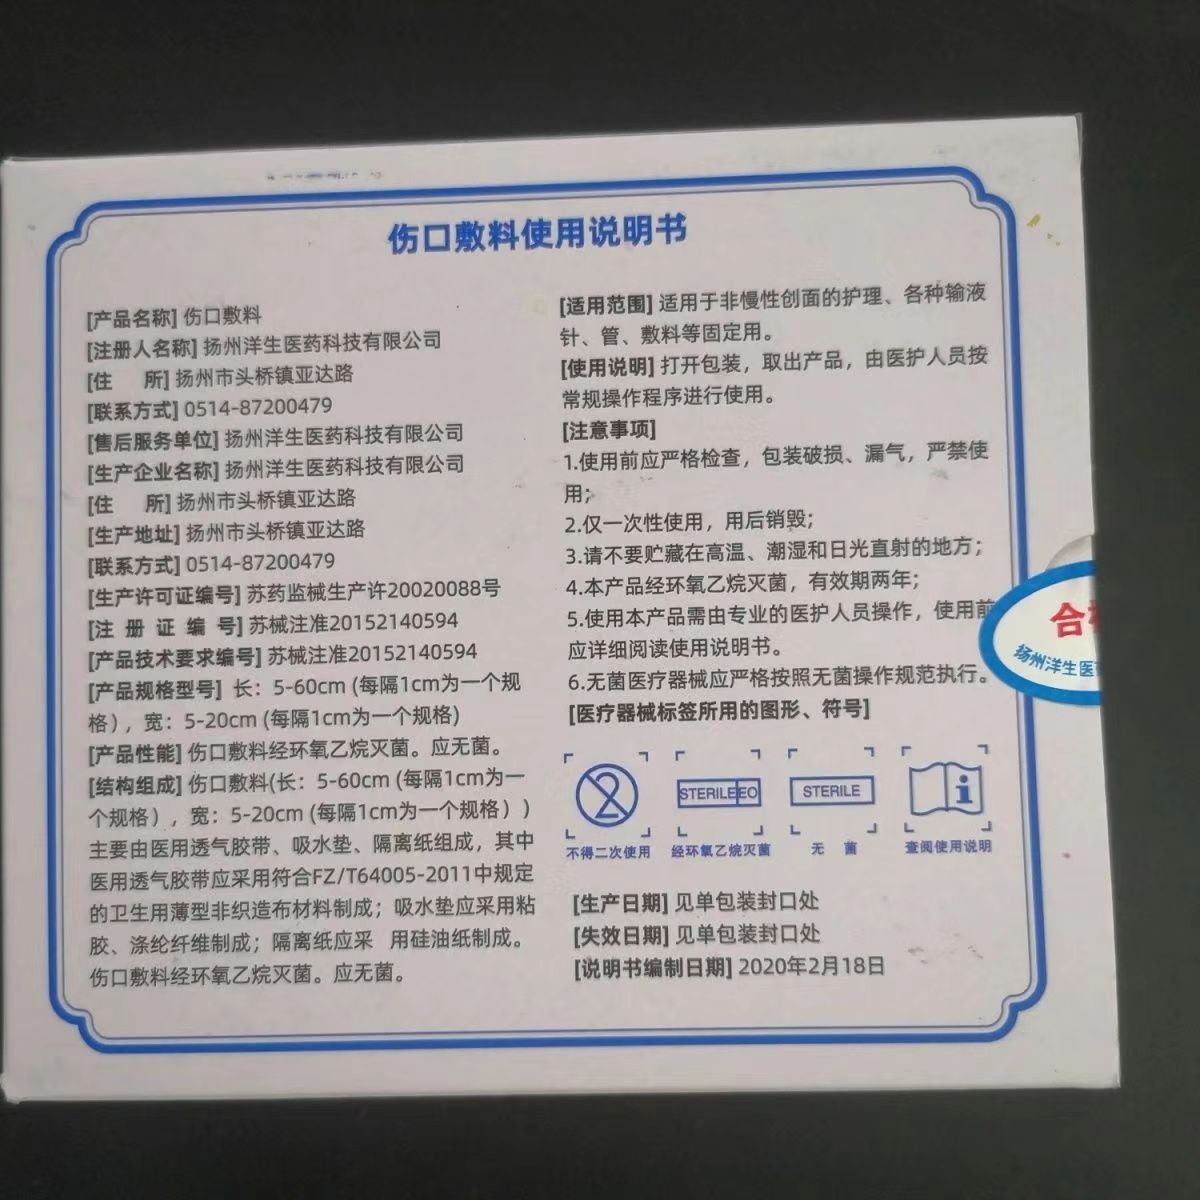 伤口敷料使用说明书
[产品名称] 伤口敷料
[注册人名称] 扬州洋生医药科技有限公司
[住 所] 扬州市头桥镇亚达路
[联系方式] 0514-87200479
[售后服务单位] 扬州洋生医药科技有限公司
[生产企业名称] 扬州洋生医药科技有限公司
[住 所] 扬州市头桥镇亚达路
[生产地址] 扬州市头桥镇亚达路
[联系方式] 0514-87200479
[生产许可证编号] 苏药监械生产许20020088号
[注 册 证 编 号] 苏械注准20152140594
[产品技术要求编号] 苏械注准20152140594
[产品规格型号] 长：5-60cm (每隔1cm为一个规
格），宽：5-20cm (每隔1cm为一个规格)
[产品性能] 伤口敷料经环氧乙烷灭菌。应无菌。
[结构组成] 伤口敷料(长：5-60cm (每隔1cm为一
个规格），宽：5-20cm (每隔1cm为一个规格））
主要由医用透气胶带、吸水垫、隔离纸组成，其中
医用透气胶带应采用符合FZ/T64005-2011中规定
的卫生用薄型非织造布材料制成；吸水垫应采用粘
胶、涤纶纤维制成；隔离纸应采 用硅油纸制成。
伤口敷料经环氧乙烷灭菌。应无菌。
[适用范围] 适用于非慢性创面的护理、各种输液
针、管、敷料等固定用。
[使用说明] 打开包装，取出产品，由医护人员按
常规操作程序进行使用。
[注意事项]
1.使用前应严格检查，包装破损、漏气，严禁使
用；
2.仅一次性使用，用后销毁；
3.请不要贮藏在高温、潮湿和日光直射的地方；
4.本产品经环氧乙烷灭菌，有效期两年；
5.使用本产品需由专业的医护人员操作，使用前
应详细阅读使用说明书。
6.无菌医疗器械应严格按照无菌操作规范执行。
[医疗器械标签所用的图形、符号]
2 STERILE EO STERILE i
不得二次使用 经环氧乙烷灭菌 无 菌 查阅使用说明
[生产日期] 见单包装封口处
[失效日期] 见单包装封口处
[说明书编制日期] 2020年2月18日
合
扬州洋生医